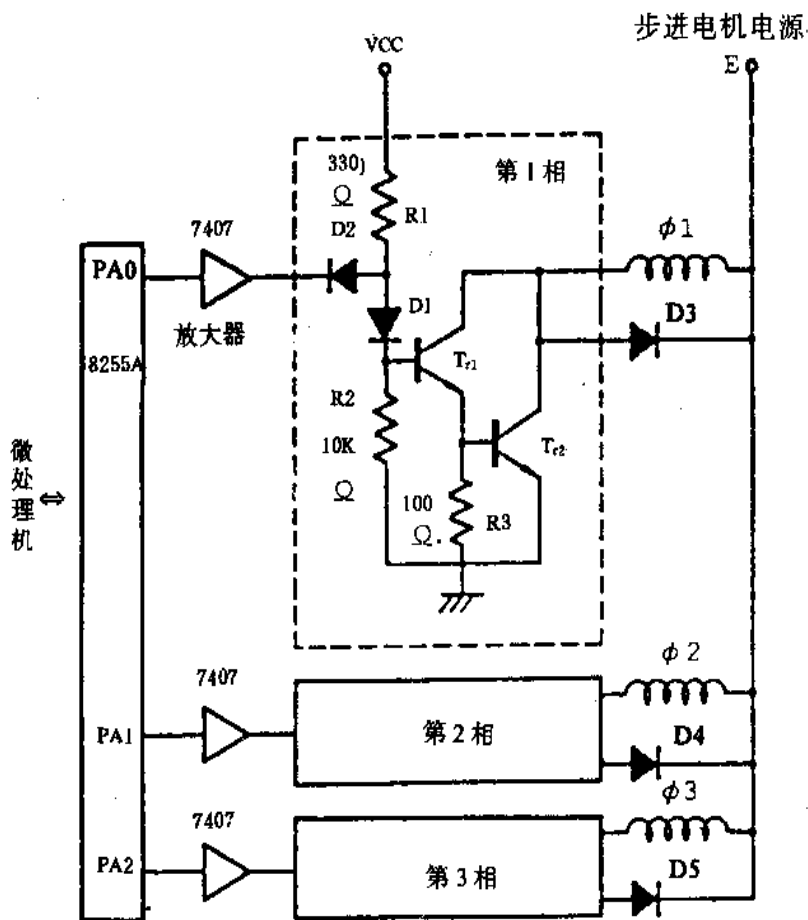 步进电机电源
E
VCC
第1相
330
Ω
R1
D2
7407
PA0
放大器
8255A
D1
Tr1
R2
10K
Ω
Tr2
100
Ω
R3
φ1
D3
微处理机
⇔
7407
PA1
第2相
φ2
D4
7407
PA2
第3相
φ3
D5